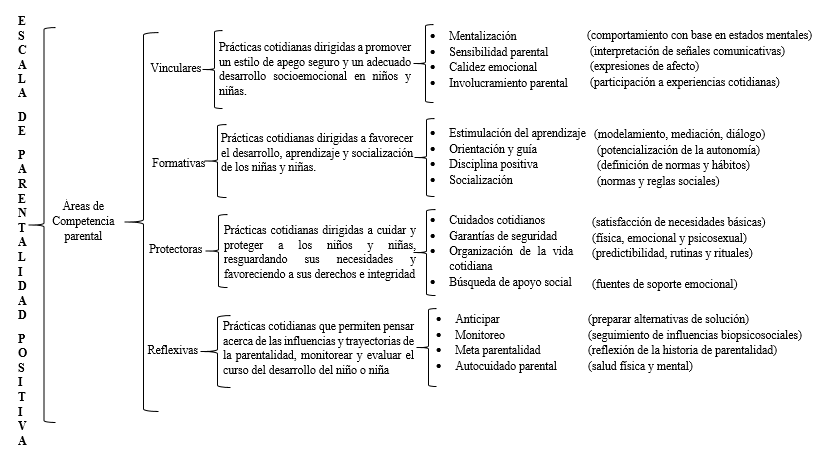 ESCALA DE PARENTALIDAD POSITIVA
Áreas de
Competencia
parental
Vinculares
Prácticas cotidianas dirigidas a promover
un estilo de apego seguro y un adecuado
desarrollo socioemocional en niños y
niñas.
• Mentalización (comportamiento con base en estados mentales)
• Sensibilidad parental (interpretación de señales comunicativas)
• Calidez emocional (expresiones de afecto)
• Involucramiento parental (participación a experiencias cotidianas)
Formativas
Prácticas cotidianas dirigidas a favorecer
el desarrollo, aprendizaje y socialización
de los niñas y niñas.
• Estimulación del aprendizaje (modelamiento, mediación, diálogo)
• Orientación y guía (potencialización de la autonomía)
• Disciplina positiva (definición de normas y hábitos)
• Socialización (normas y reglas sociales)
Protectoras
Prácticas cotidianas dirigidas a cuidar y
proteger a los niños y niñas,
resguardando sus necesidades y
favoreciendo a sus derechos e integridad
• Cuidados cotidianos (satisfacción de necesidades básicas)
• Garantías de seguridad (física, emocional y psicosexual)
• Organización de la vida (predictibilidad, rutinas y rituales)
cotidiana
• Búsqueda de apoyo social (fuentes de soporte emocional)
Reflexivas
Prácticas cotidianas que permiten pensar
acerca de las influencias y trayectorias de
la parentalidad, monitorear y evaluar el
curso del desarrollo del niño o niña
• Anticipar (preparar alternativas de solución)
• Monitoreo (seguimiento de influencias biopsicosociales)
• Meta parentalidad (reflexión de la historia de parentalidad)
• Autocuidado parental (salud física y mental)